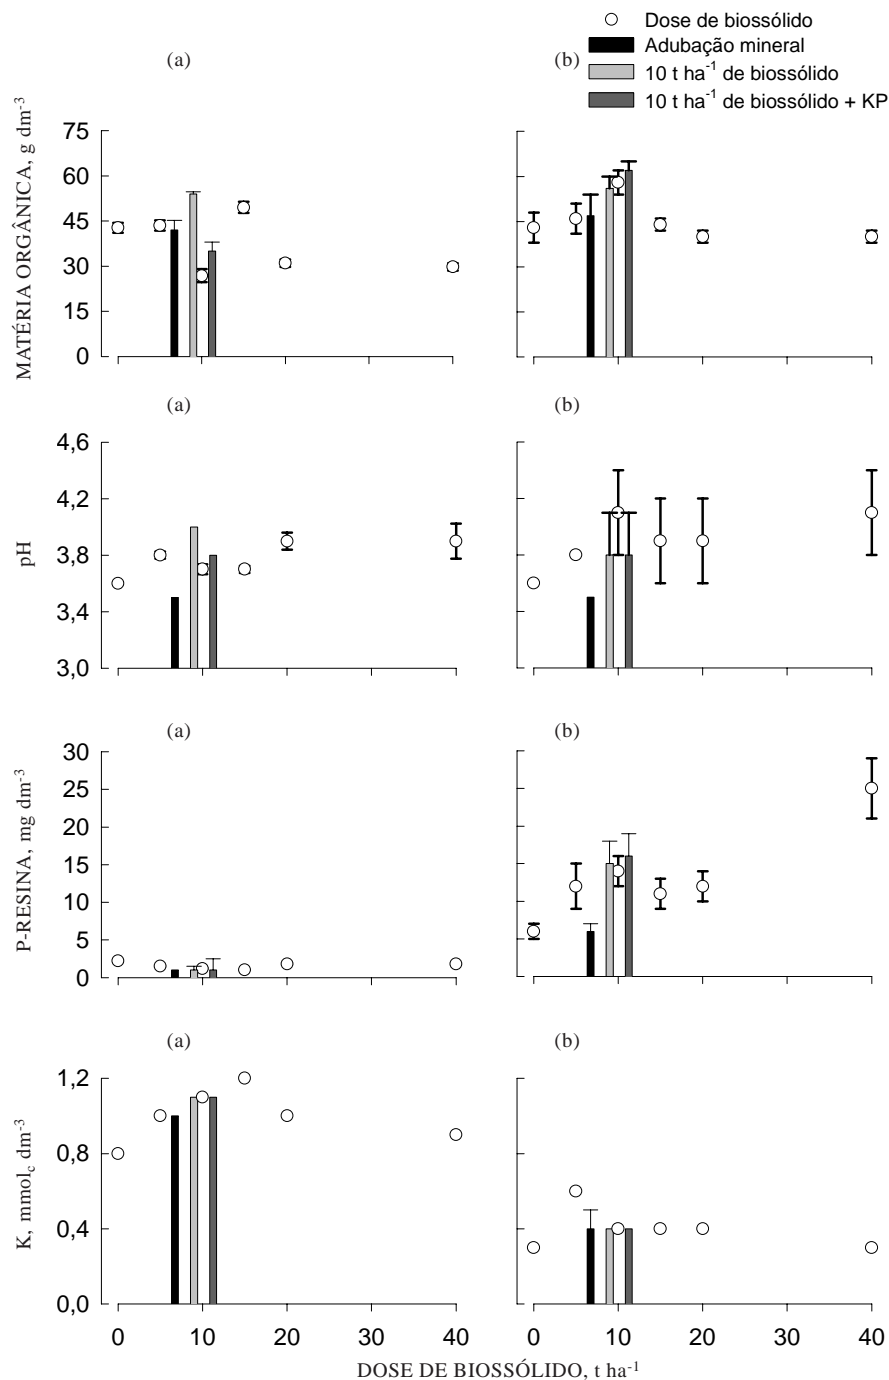 Dose de biossólido
Adubação mineral
10 t ha-1 de biossólido
10 t ha-1 de biossólido + KP
(a)
(b)
MATÉRIA ORGÂNICA, g dm-3
75
60
45
30
15
0
(a)
(b)
pH
4,6
4,2
3,8
3,4
3,0
(a)
(b)
P-RESINA, mg dm-3
30
25
20
15
10
5
0
(a)
(b)
K, mmolc dm-3
1,2
0,8
0,4
0,0
0 10 20 30 40
0 10 20 30 40
DOSE DE BIOSSÓLIDO, t ha-1